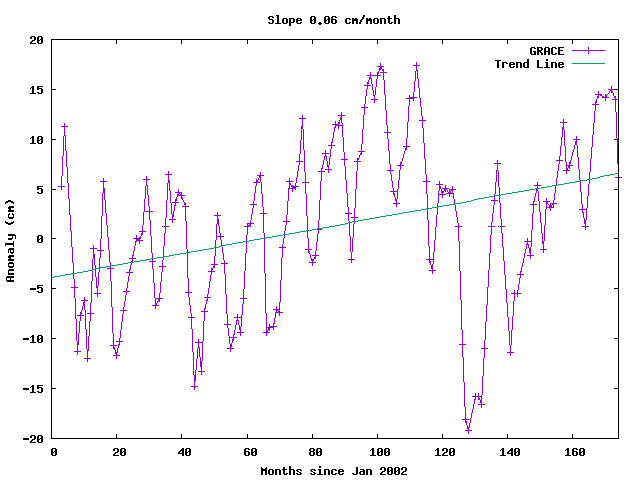 Slope 0.06 cm/month
GRACE
Trend Line
20
15
10
5
0
-5
-10
-15
-20
Anomaly (cm)
0 20 40 60 80 100 120 140 160
Months since Jan 2002